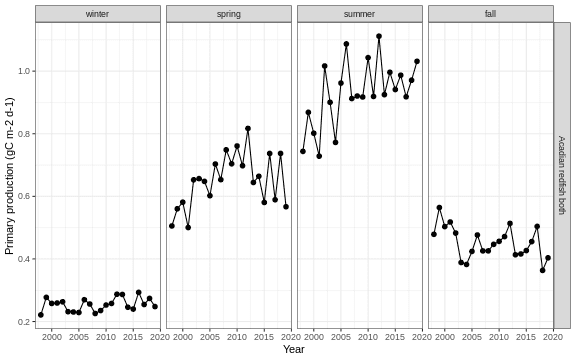 winter spring summer fall
Primary production (gC m-2 d-1)
1.0
0.8
0.6
0.4
0.2
Acadian redfish both
2000 2005 2010 2015 2020 2000 2005 2010 2015 2020 2000 2005 2010 2015 2020 2000 2005 2010 2015 2020
Year